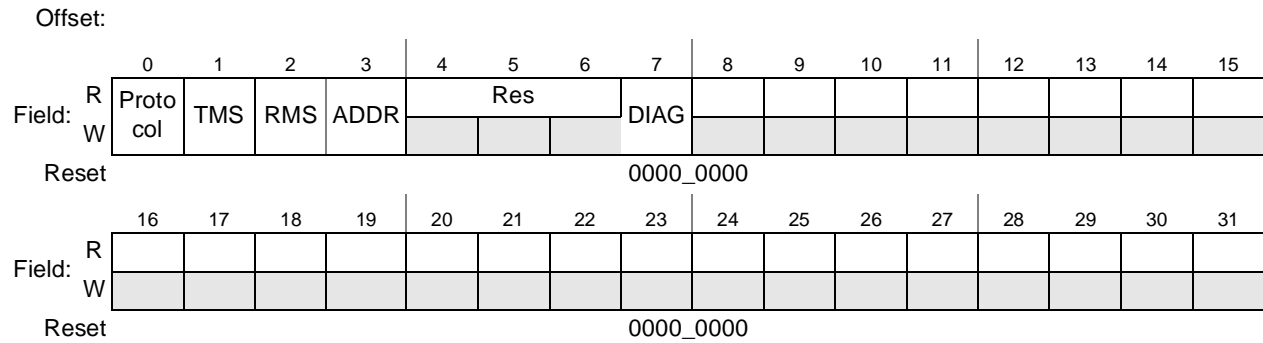 Offset:
0 1 2 3 4 5 6 7 8 9 10 11 12 13 14 15
Field: R W Proto col TMS RMS ADDR Res DIAG
Reset 0000_0000
16 17 18 19 20 21 22 23 24 25 26 27 28 29 30 31
Field: R W
Reset 0000_0000